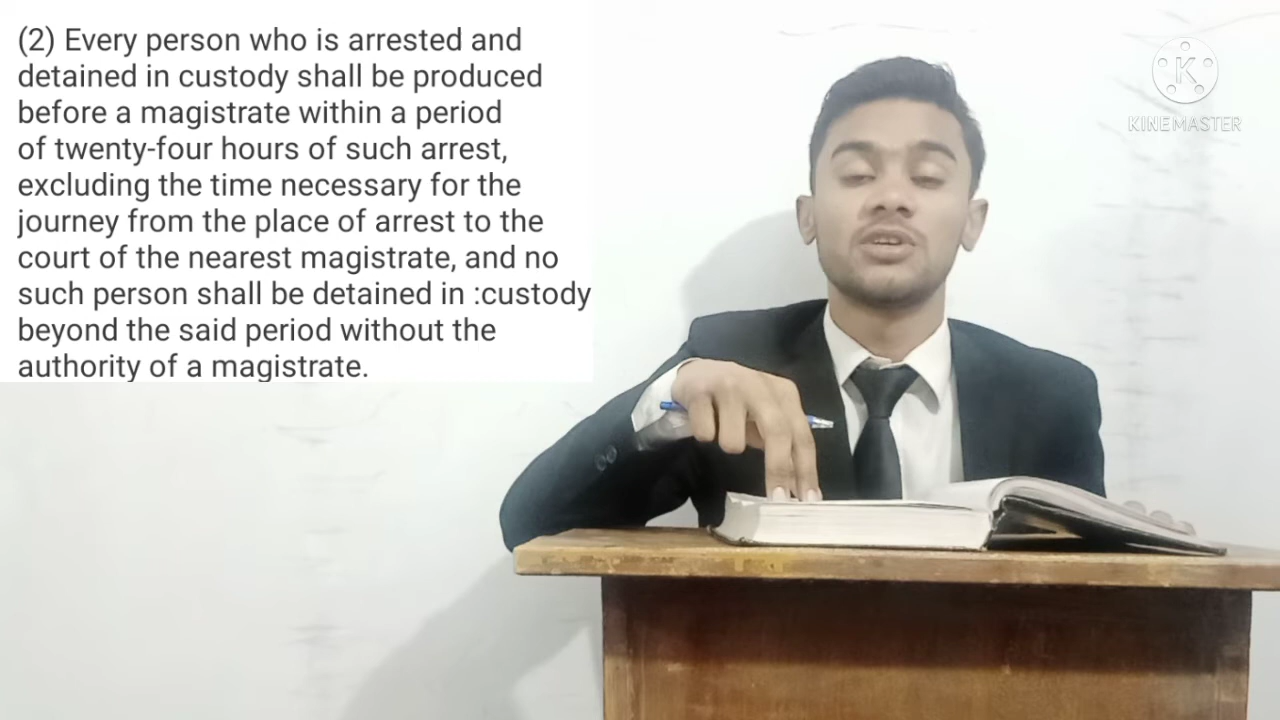 (2) Every person who is arrested and
detained in custody shall be produced
before a magistrate within a period
of twenty-four hours of such arrest,
excluding the time necessary for the
journey from the place of arrest to the
court of the nearest magistrate, and no
such person shall be detained in :custody
beyond the said period without the
authority of a magistrate.
K
KINEMASTER